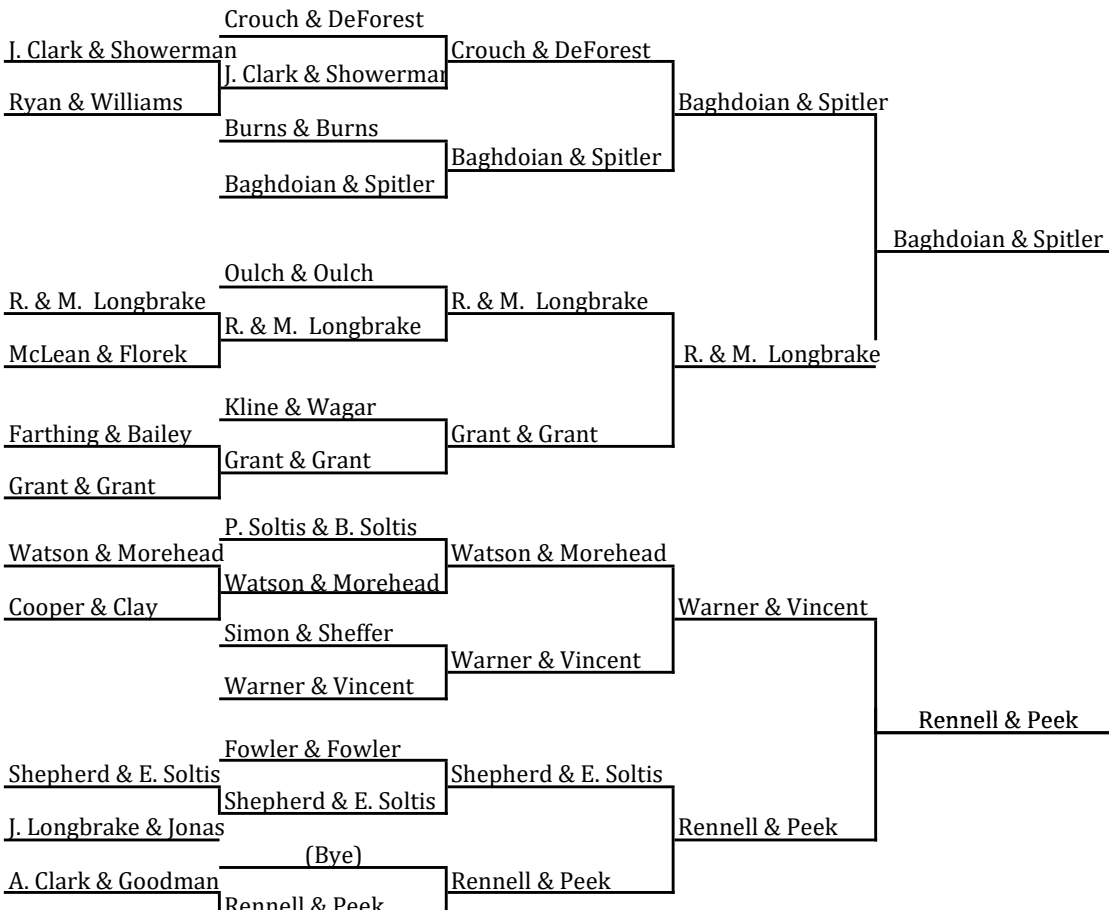 Crouch & DeForest
J. Clark & Showerman
Crouch & DeForest
J. Clark & Showerman
Ryan & Williams
Baghdoian & Spitler
Burns & Burns
Baghdoian & Spitler
Baghdoian & Spitler
Baghdoian & Spitler
Oulch & Oulch
R. & M. Longbrake
R. & M. Longbrake
R. & M. Longbrake
McLean & Florek
R. & M. Longbrake
Kline & Wagar
Farthing & Bailey
Grant & Grant
Grant & Grant
Grant & Grant
P. Soltis & B. Soltis
Watson & Morehead
Watson & Morehead
Watson & Morehead
Cooper & Clay
Warner & Vincent
Simon & Sheffer
Warner & Vincent
Warner & Vincent
Rennell & Peek
Fowler & Fowler
Shepherd & E. Soltis
Shepherd & E. Soltis
Shepherd & E. Soltis
J. Longbrake & Jonas
Rennell & Peek
(Bye)
A. Clark & Goodman
Rennell & Peek
Rennell & Peek